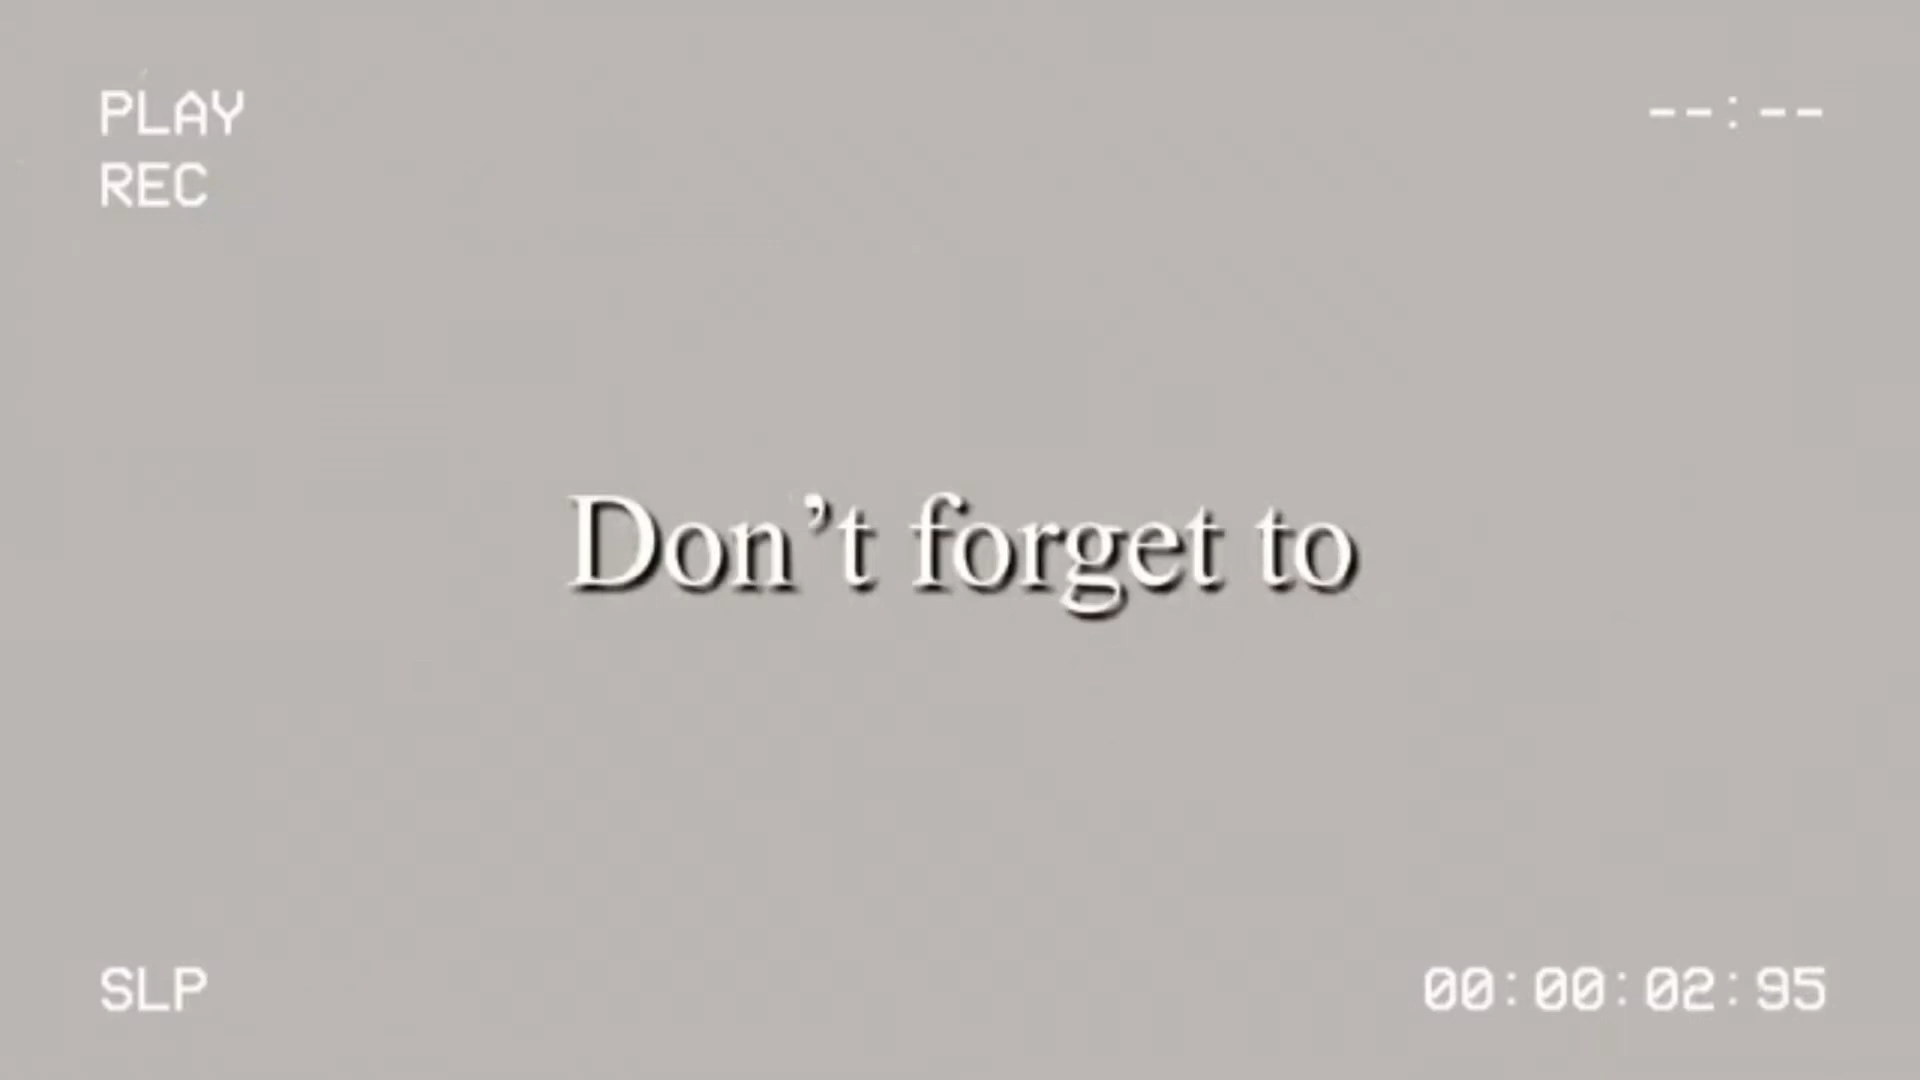 PLAY
--:--
REC
Don’t forget to
SLP
00:00:02:95